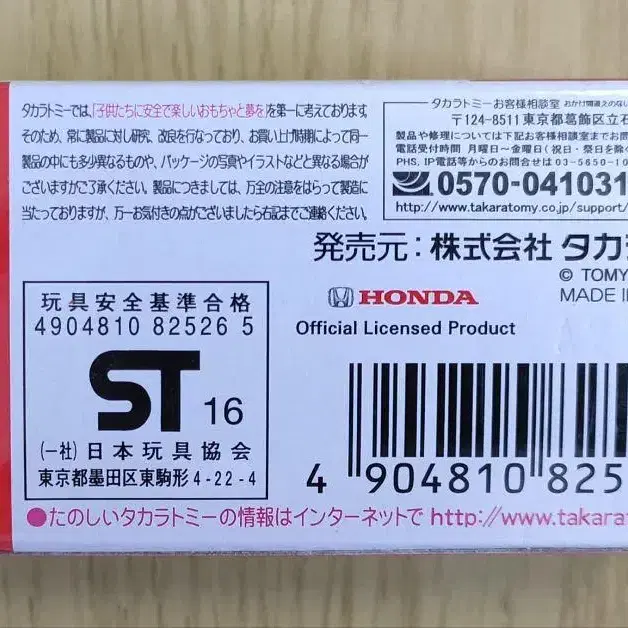 タカラトミーでは、「子供たちに安全で楽しいおもちゃと夢を」を第一に考えております。
そのため、常に製品に対し研究、改良を行なっており、お買い上げ時期によって同一
製品の中にも多少異なるものや、パッケージの写真やイラストなどと異なる場合が
ございますがご了承ください。製品につきましては、万全の注意をはらって製造に
当たっておりますが、万一お気付きの点がございましたら右記までご連絡ください。
タカラトミーお客様相談室 おかけ間違えのない
〒124-8511 東京都葛飾区立石
製品や修理については下記お客様相談室までお問
電話受付時間 月曜日～金曜日(祝日・祭日を除く
PHS、IP電話等からのお問合せは 03-5650-10
0570-041031
http://www.takaratomy.co.jp/support/
発売元：株式会社 タカラ
© TOMY
MADE I
玩具安全基準合格
4904810 82526 5
ST 16
(一社)日本玩具協会
東京都墨田区東駒形4-22-4
HONDA
Official Licensed Product
4 904810 825
●たのしいタカラトミーの情報はインターネットで http://www.takarat